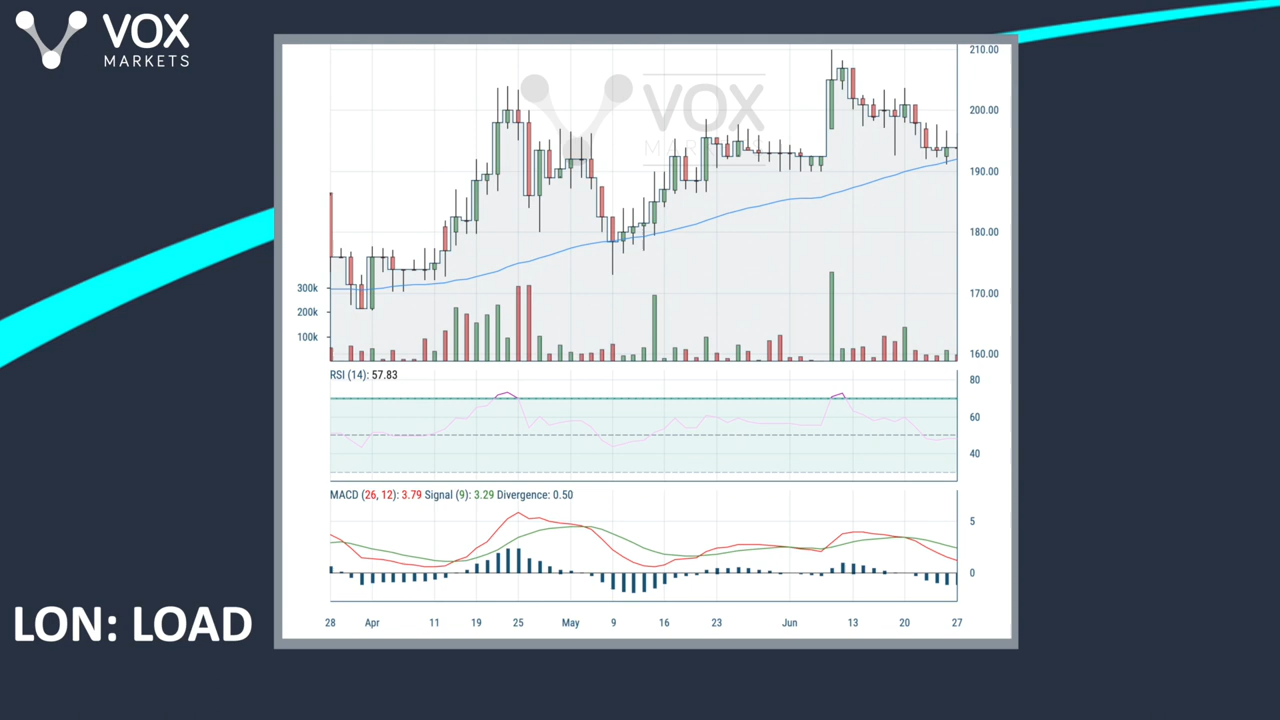 VOX
MARKETS
VOX
MARKETS
210.00
200.00
190.00
180.00
170.00
160.00
300k
200k
100k
RSI (14): 57.83
80
60
40
MACD (26, 12): 3.79 Signal (9): 3.29 Divergence: 0.50
5
0
28 Apr 11 19 25 May 9 16 23 Jun 13 20 27
LON: LOAD